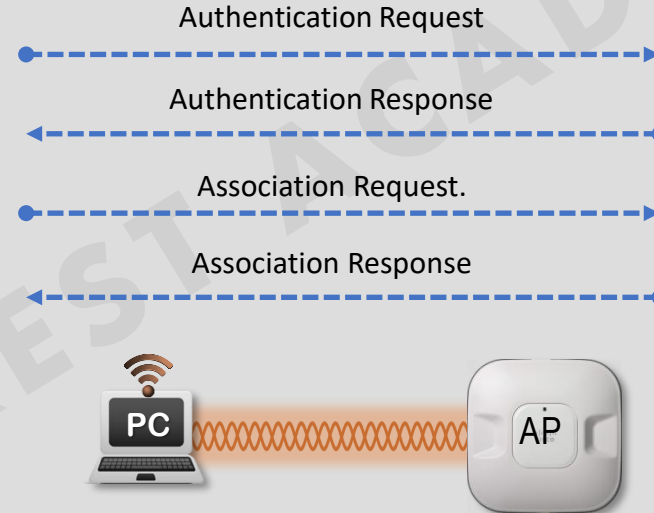 Authentication Request
Authentication Response
Association Request.
Association Response
PC
AP